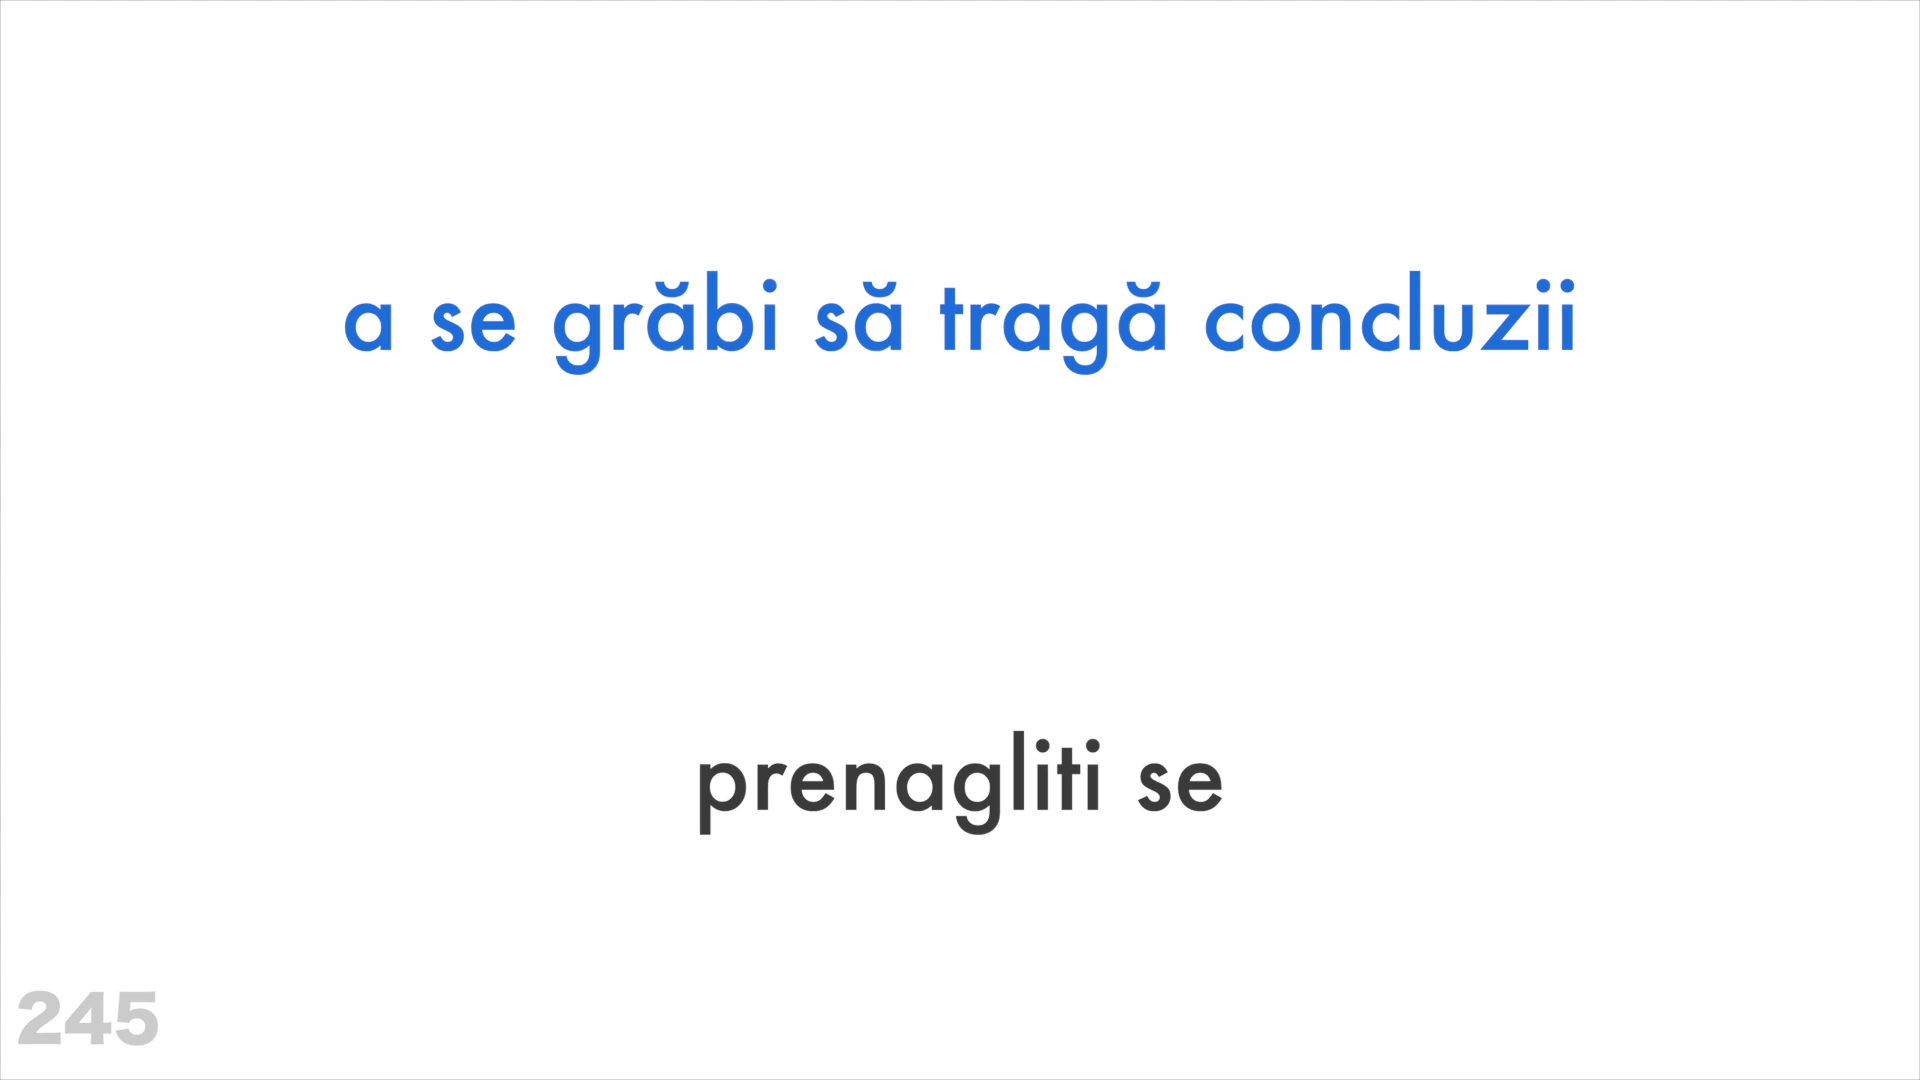 a se grăbi să tragă concluzii
prenagliti se
245